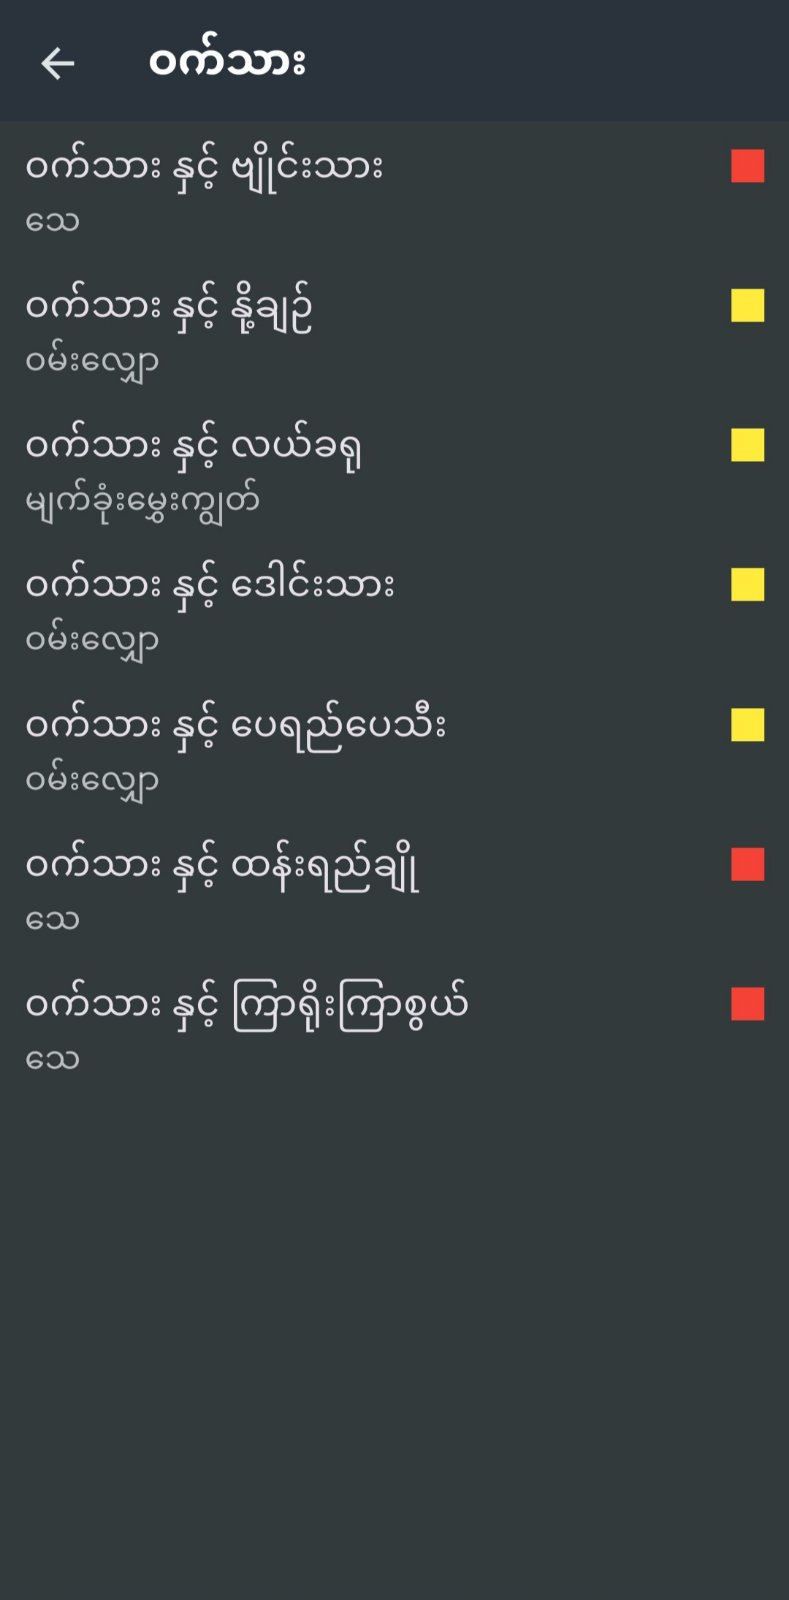 ဝက်သား
ဝက်သား နှင့် ဗျိုင်းသား
သေ
ဝက်သား နှင့် နို့ချဉ်
ဝမ်းလျှော
ဝက်သား နှင့် လယ်ခရု
မျက်ခုံးမွှေးကျွတ်
ဝက်သား နှင့် ဒေါင်းသား
ဝမ်းလျှော
ဝက်သား နှင့် ပေရည်ပေသီး
ဝမ်းလျှော
ဝက်သား နှင့် ထန်းရည်ချို
သေ
ဝက်သား နှင့် ကြာရိုးကြာစွယ်
သေ